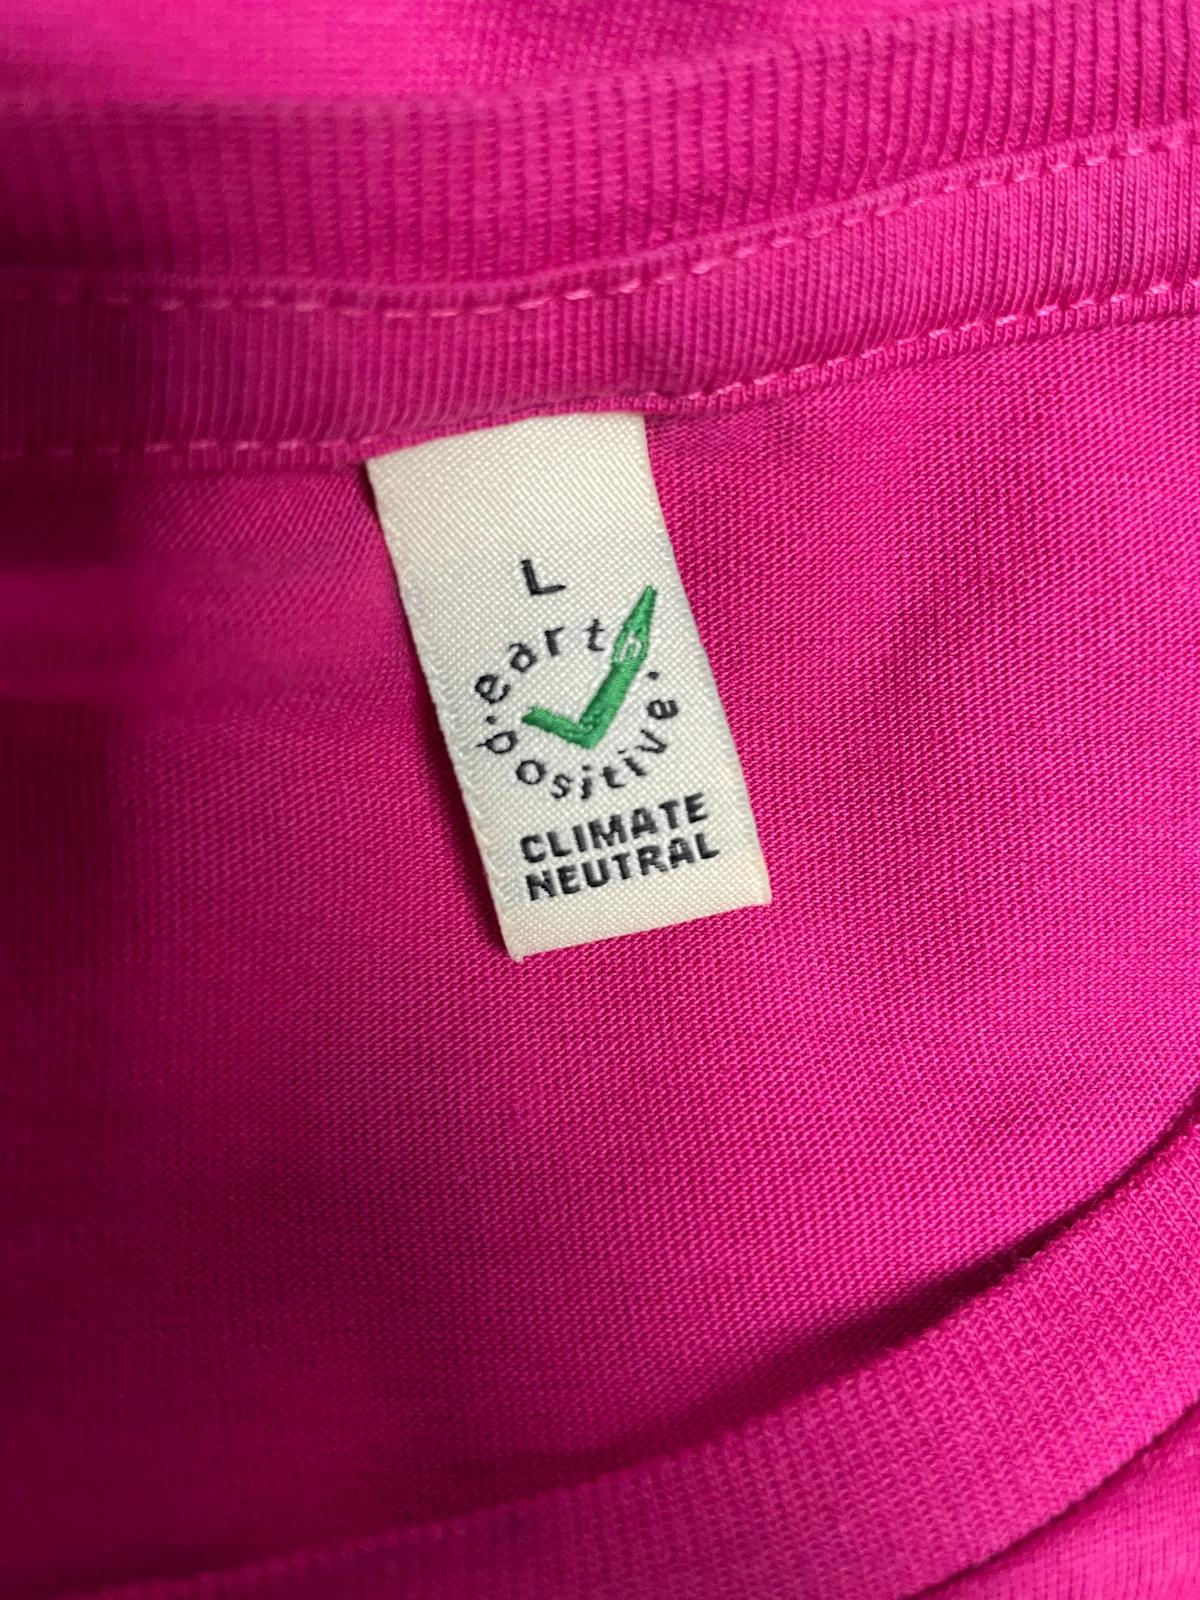 L
earth
positive
CLIMATE
NEUTRAL